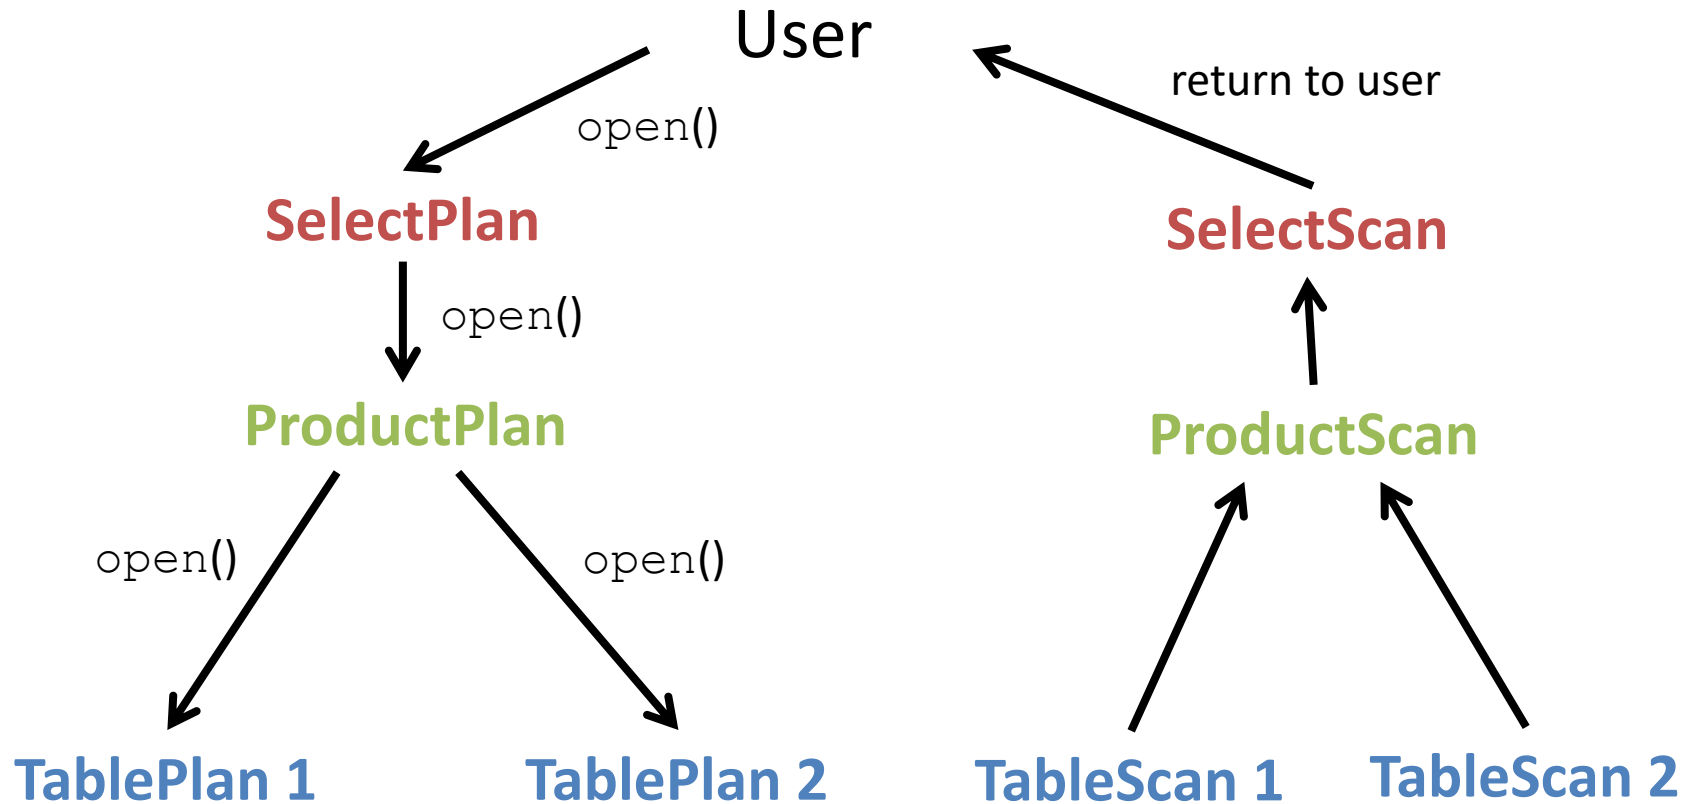 User
return to user
open()
SelectPlan
SelectScan
open()
ProductPlan
ProductScan
open()
open()
TablePlan 1
TablePlan 2
TableScan 1
TableScan 2